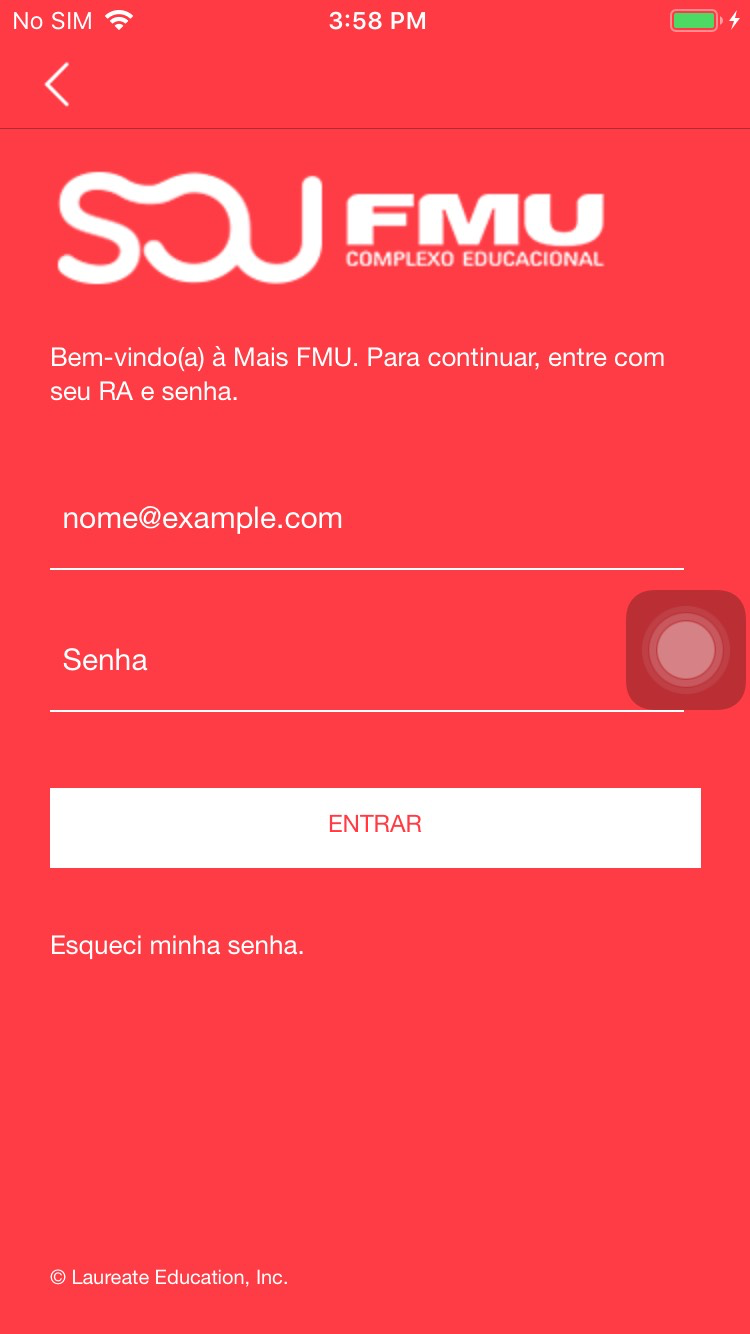 No SIM 3:58 PM
SOU FMU
COMPLEXO EDUCACIONAL
Bem-vindo(a) à Mais FMU. Para continuar, entre com
seu RA e senha.
nome@example.com
Senha
ENTRAR
Esqueci minha senha.
© Laureate Education, Inc.